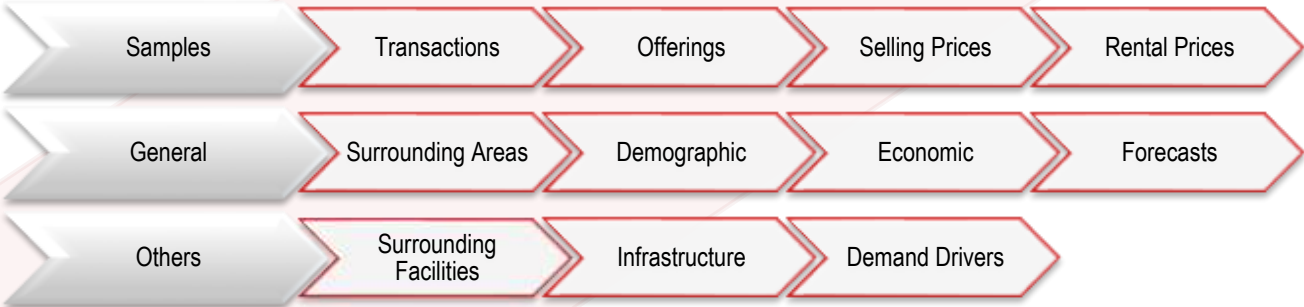 Samples
Transactions
Offerings
Selling Prices
Rental Prices
General
Surrounding Areas
Demographic
Economic
Forecasts
Others
Surrounding
Facilities
Infrastructure
Demand Drivers